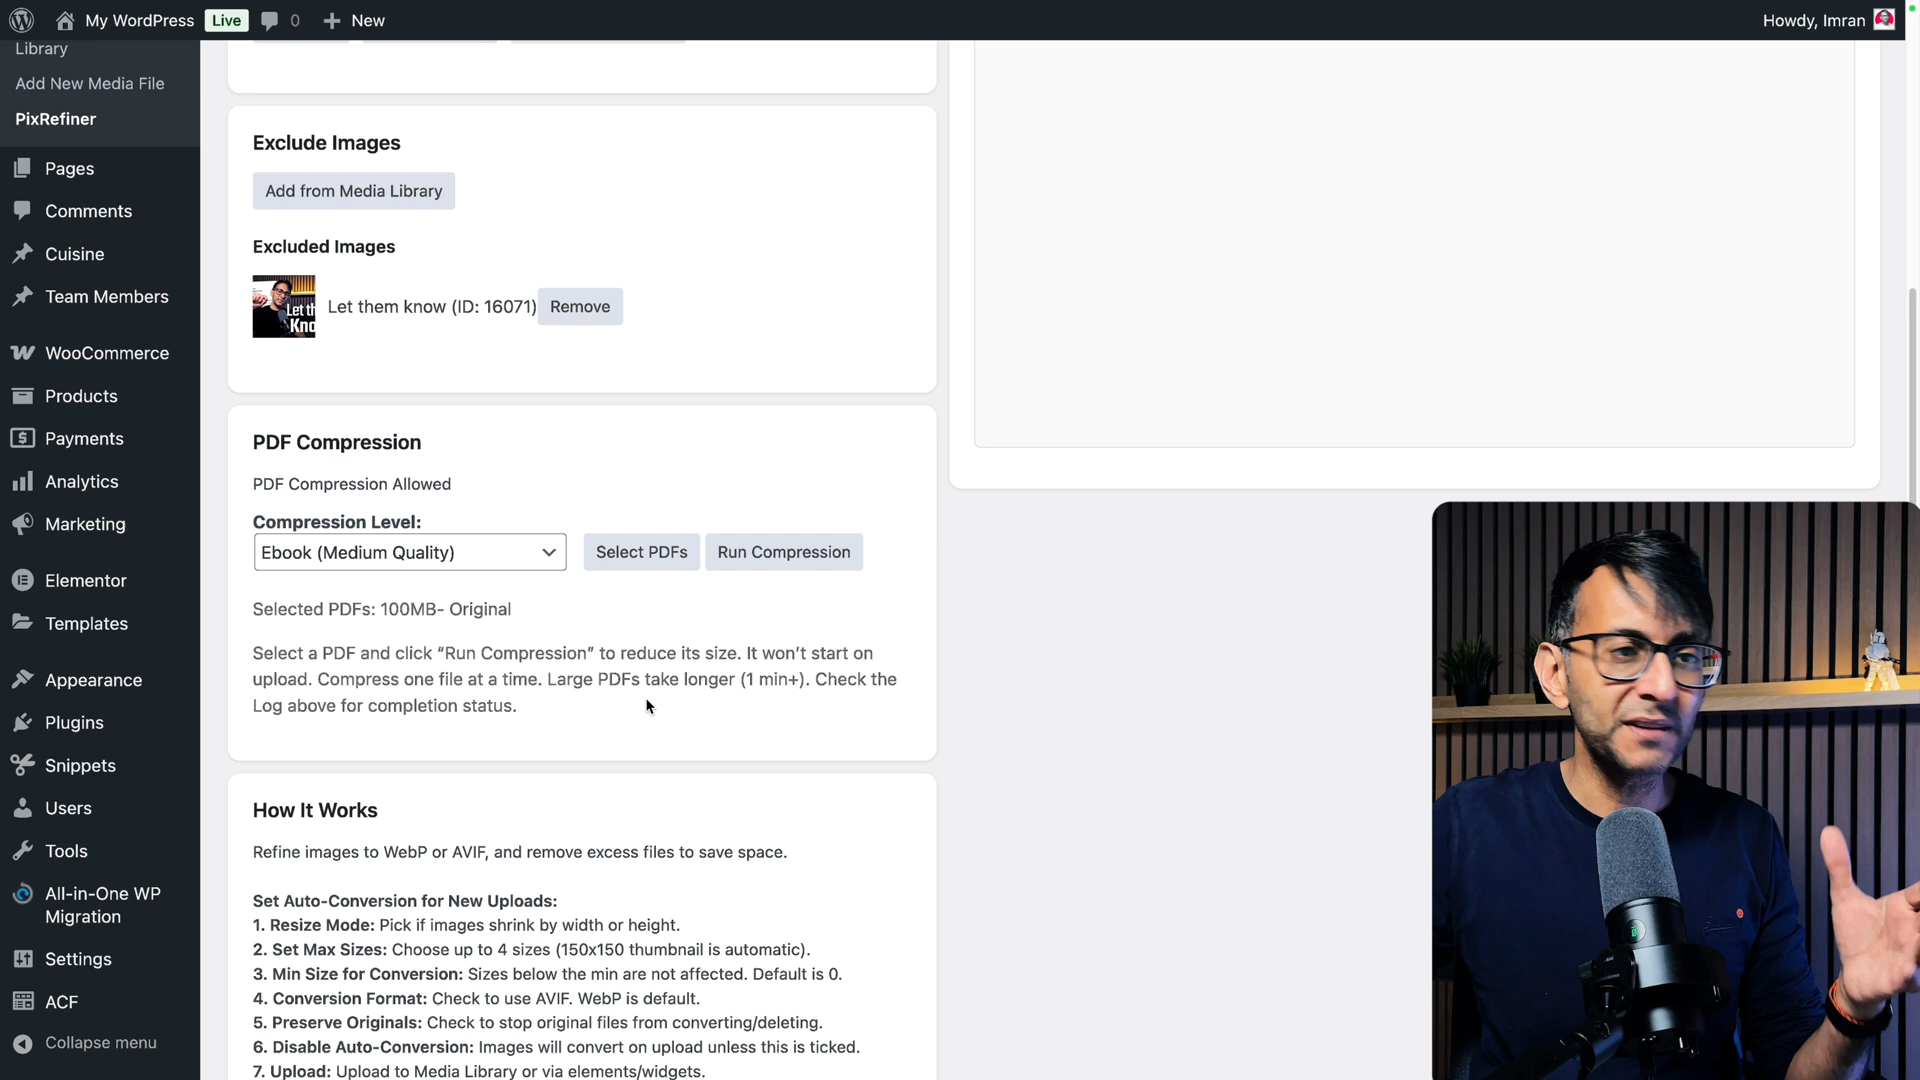 My WordPress Live 0 New Howdy, Imran
Library
Add New Media File
PixRefiner
Pages
Comments
Cuisine
Team Members
WooCommerce
Products
Payments
Analytics
Marketing
Elementor
Templates
Appearance
Plugins
Snippets
Users
Tools
All-in-One WP
Migration
Settings
ACF
Collapse menu
Exclude Images
Add from Media Library
Excluded Images
Let them know (ID: 16071) Remove
PDF Compression
PDF Compression Allowed
Compression Level:
Ebook (Medium Quality) Select PDFs Run Compression
Selected PDFs: 100MB- Original
Select a PDF and click “Run Compression” to reduce its size. It won’t start on
upload. Compress one file at a time. Large PDFs take longer (1 min+). Check the
Log above for completion status.
How It Works
Refine images to WebP or AVIF, and remove excess files to save space.
Set Auto-Conversion for New Uploads:
1. Resize Mode: Pick if images shrink by width or height.
2. Set Max Sizes: Choose up to 4 sizes (150x150 thumbnail is automatic).
3. Min Size for Conversion: Sizes below the min are not affected. Default is 0.
4. Conversion Format: Check to use AVIF. WebP is default.
5. Preserve Originals: Check to stop original files from converting/deleting.
6. Disable Auto-Conversion: Images will convert on upload unless this is ticked.
7. Upload: Upload to Media Library or via elements/widgets.